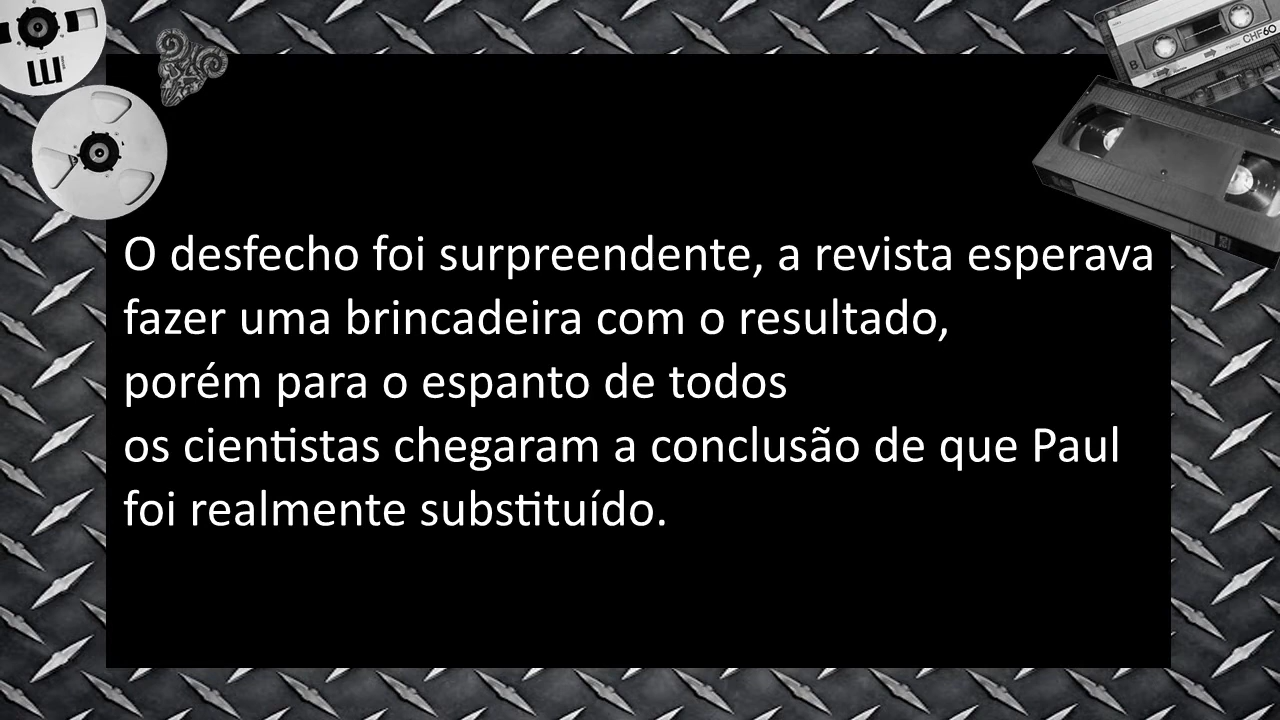 CHF60
B
O desfecho foi surpreendente, a revista esperava
fazer uma brincadeira com o resultado,
porém para o espanto de todos
os cientistas chegaram a conclusão de que Paul
foi realmente substituído.